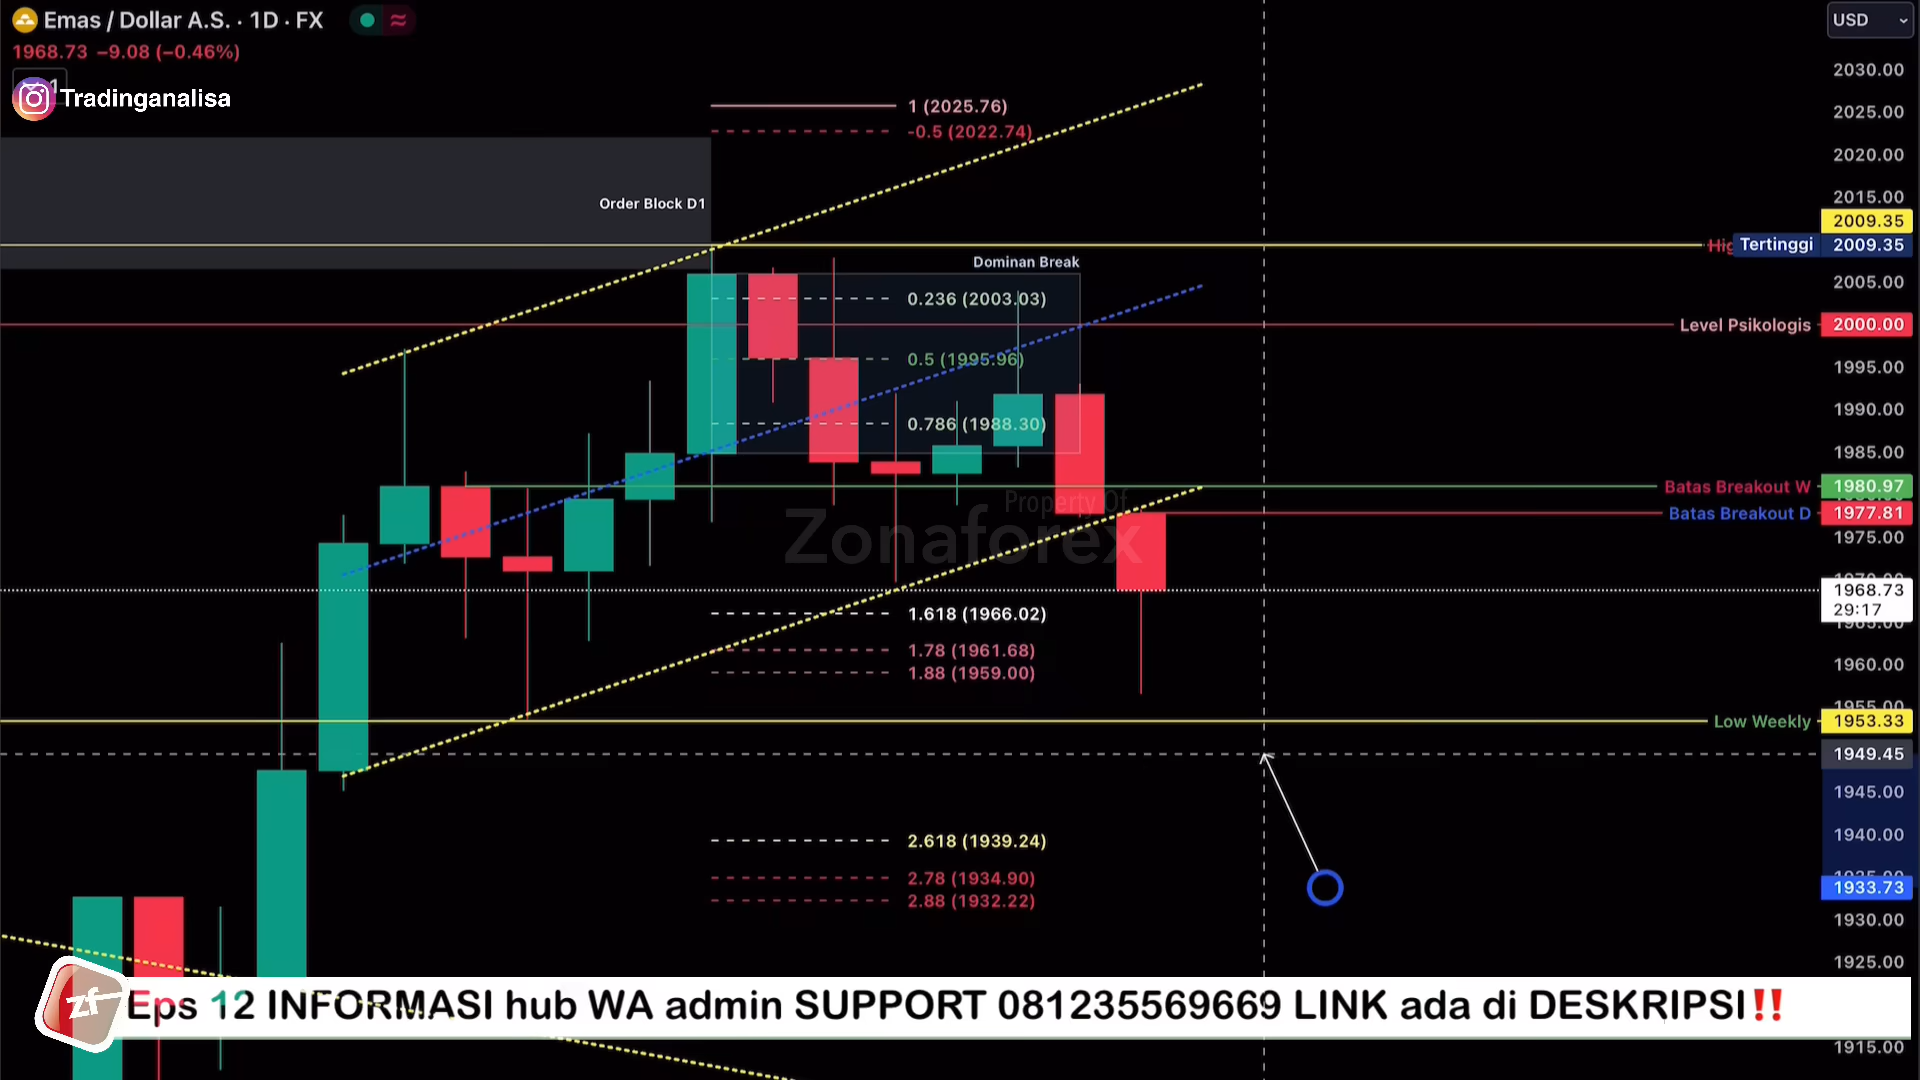 Emas / Dollar A.S. · 1D · FX
1968.73 −9.08 (−0.46%)
Tradinganalisa
USD
2030.00
1 (2025.76)
2025.00
-0.5 (2022.74)
2020.00
2015.00
Order Block D1
2009.35
Tertinggi 2009.35
Dominan Break
2005.00
0.236 (2003.03)
Level Psikologis 2000.00
0.5 (1995.96)
1995.00
1990.00
0.786 (1988.30)
1985.00
Batas Breakout W 1980.97
Property Of
Zonaforex
Batas Breakout D 1977.81
1975.00
1968.73
29:17
1.618 (1966.02)
1.78 (1961.68)
1960.00
1.88 (1959.00)
Low Weekly 1953.33
1949.45
1945.00
1940.00
2.618 (1939.24)
2.78 (1934.90)
1933.73
2.88 (1932.22)
1930.00
1925.00
zf
Eps 12 INFORMASI hub WA admin SUPPORT 081235569669 LINK ada di DESKRIPSI‼️
1915.00